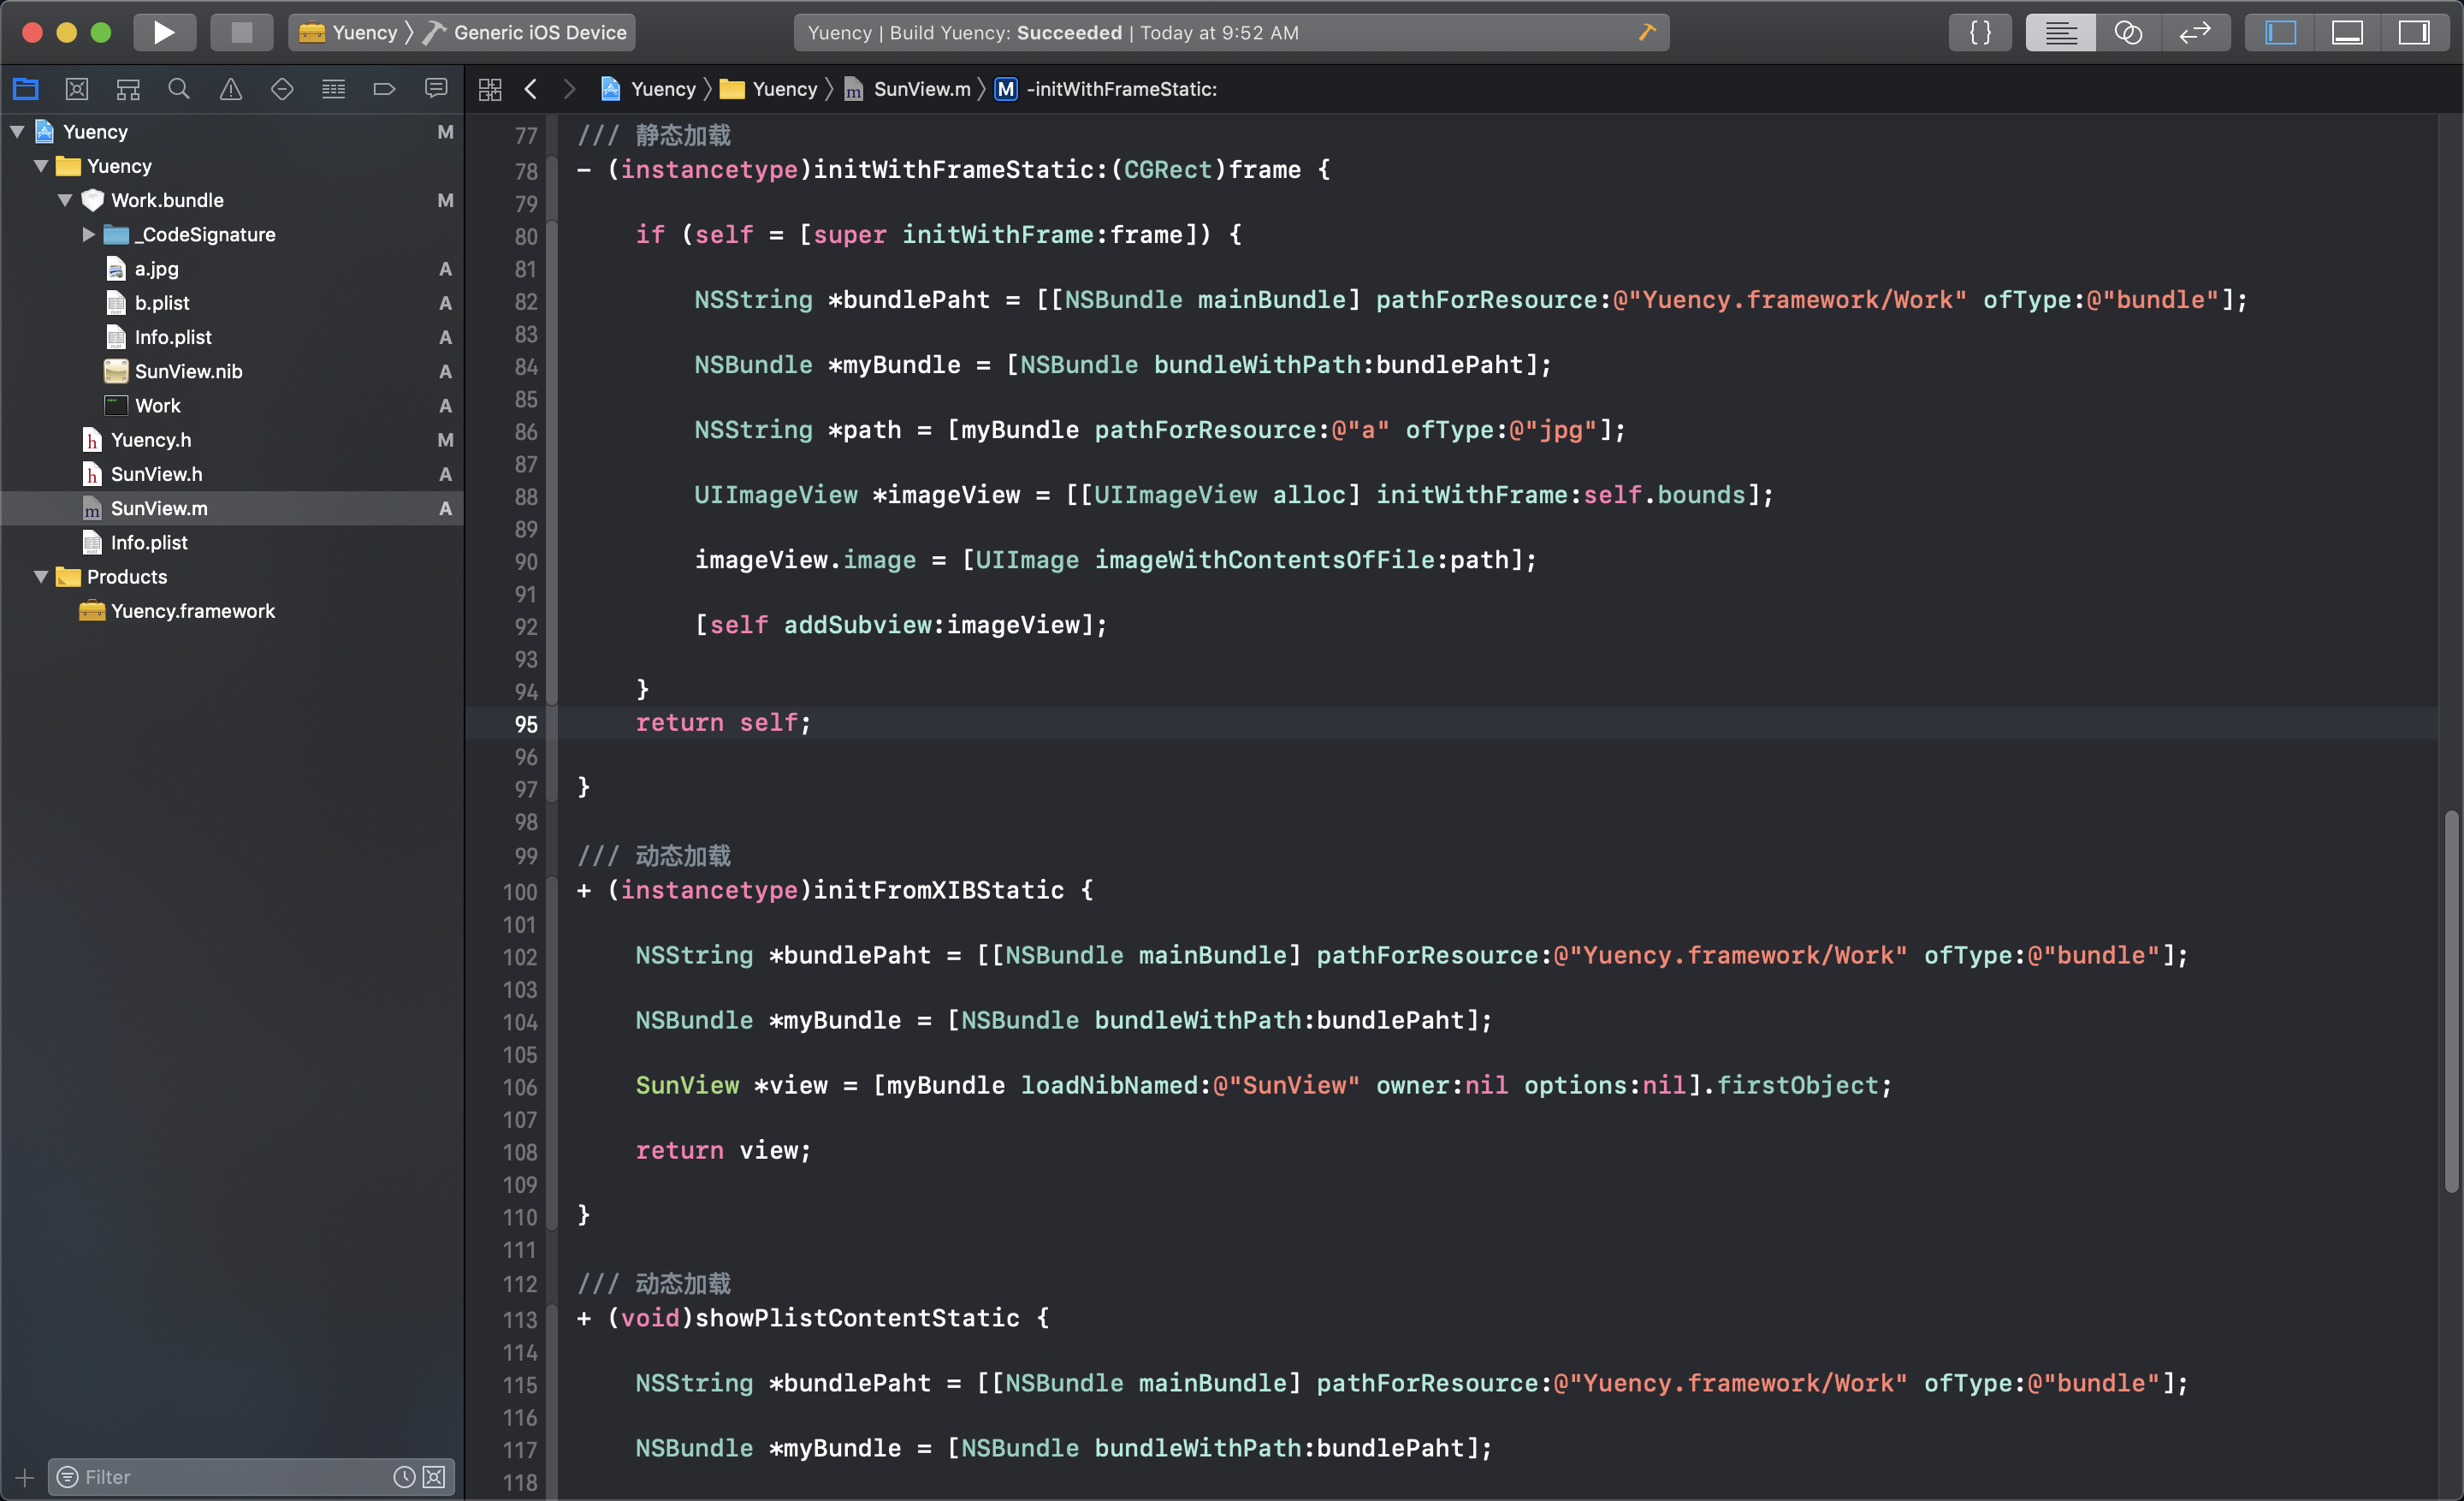 Yuency 〉 Generic iOS Device
Yuency | Build Yuency: Succeeded | Today at 9:52 AM
{ }
Yuency 〉 Yuency 〉 m SunView.m 〉 M -initWithFrameStatic:
Yuency M
Yuency
Work.bundle M
_CodeSignature
a.jpg A
b.plist A
Info.plist A
SunView.nib A
Work A
h Yuency.h M
h SunView.h A
m SunView.m A
Info.plist
Products
Yuency.framework
Filter
77 /// 静态加载
78 - (instancetype)initWithFrameStatic:(CGRect)frame {
79
80 if (self = [super initWithFrame:frame]) {
81
82 NSString *bundlePaht = [[NSBundle mainBundle] pathForResource:@"Yuency.framework/Work" ofType:@"bundle"];
83
84 NSBundle *myBundle = [NSBundle bundleWithPath:bundlePaht];
85
86 NSString *path = [myBundle pathForResource:@"a" ofType:@"jpg"];
87
88 UIImageView *imageView = [[UIImageView alloc] initWithFrame:self.bounds];
89
90 imageView.image = [UIImage imageWithContentsOfFile:path];
91
92 [self addSubview:imageView];
93
94 }
95 return self;
96
97 }
98
99 /// 动态加载
100 + (instancetype)initFromXIBStatic {
101
102 NSString *bundlePaht = [[NSBundle mainBundle] pathForResource:@"Yuency.framework/Work" ofType:@"bundle"];
103
104 NSBundle *myBundle = [NSBundle bundleWithPath:bundlePaht];
105
106 SunView *view = [myBundle loadNibNamed:@"SunView" owner:nil options:nil].firstObject;
107
108 return view;
109
110 }
111
112 /// 动态加载
113 + (void)showPlistContentStatic {
114
115 NSString *bundlePaht = [[NSBundle mainBundle] pathForResource:@"Yuency.framework/Work" ofType:@"bundle"];
116
117 NSBundle *myBundle = [NSBundle bundleWithPath:bundlePaht];
118